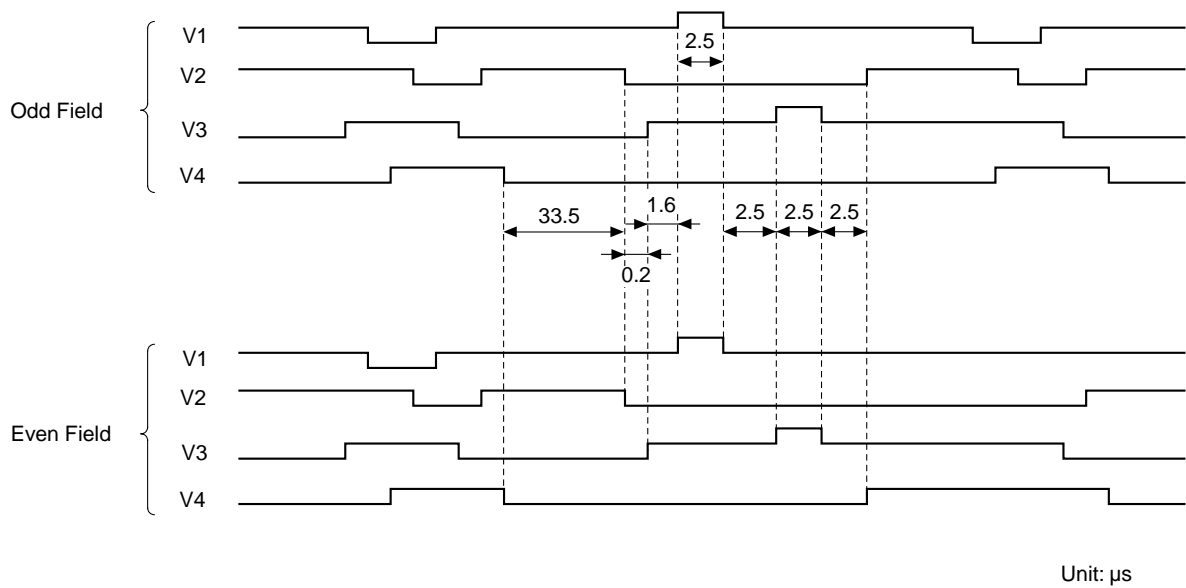 V1
2.5
V2
Odd Field
V3
V4
33.5
1.6
2.5 2.5 2.5
0.2
V1
V2
Even Field
V3
V4
Unit: µs